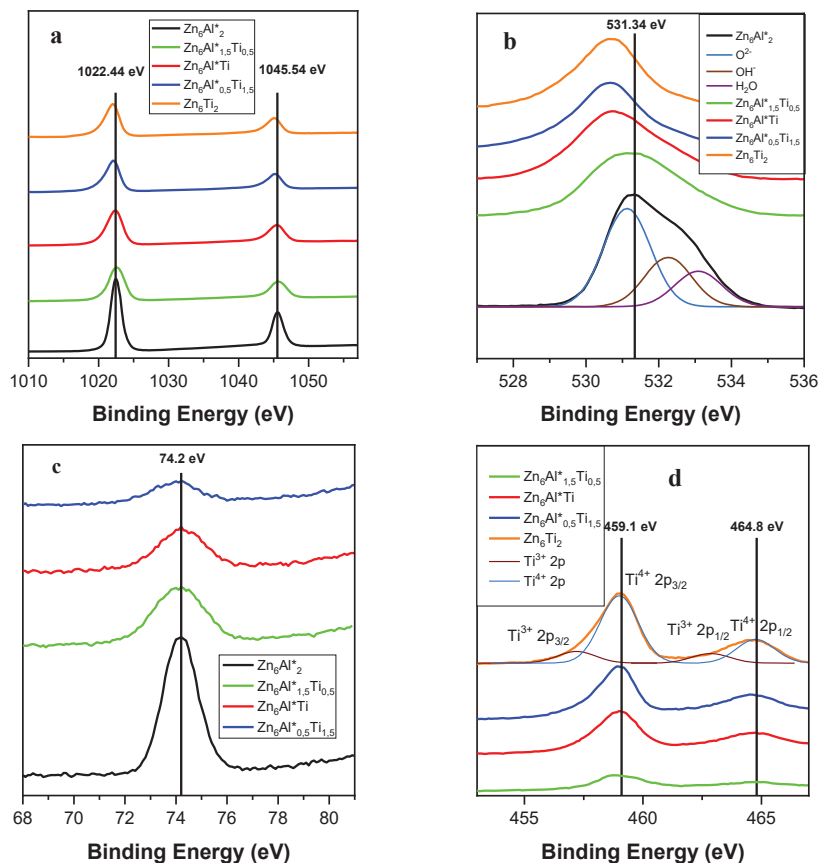 a
Zn₆Al*₂
Zn₆Al*₁,₅Ti₀,₅
Zn₆Al*Ti
Zn₆Al*₀,₅Ti₁,₅
Zn₆Ti₂
1022.44 eV
1045.54 eV
1010 1020 1030 1040 1050
Binding Energy (eV)
b
531.34 eV
Zn₆Al*₂
O²⁻
OH⁻
H₂O
Zn₆Al*₁,₅Ti₀,₅
Zn₆Al*Ti
Zn₆Al*₀,₅Ti₁,₅
Zn₆Ti₂
528 530 532 534 536
Binding Energy (eV)
c
74.2 eV
Zn₆Al*₂
Zn₆Al*₁,₅Ti₀,₅
Zn₆Al*Ti
Zn₆Al*₀,₅Ti₁,₅
68 70 72 74 76 78 80
Binding Energy (eV)
d
Zn₆Al*₁,₅Ti₀,₅
Zn₆Al*Ti
Zn₆Al*₀,₅Ti₁,₅
Zn₆Ti₂
Ti³⁺ 2p
Ti⁴⁺ 2p
459.1 eV
464.8 eV
Ti⁴⁺ 2p₃/₂
Ti³⁺ 2p₃/₂
Ti³⁺ 2p₁/₂
Ti⁴⁺ 2p₁/₂
455 460 465
Binding Energy (eV)